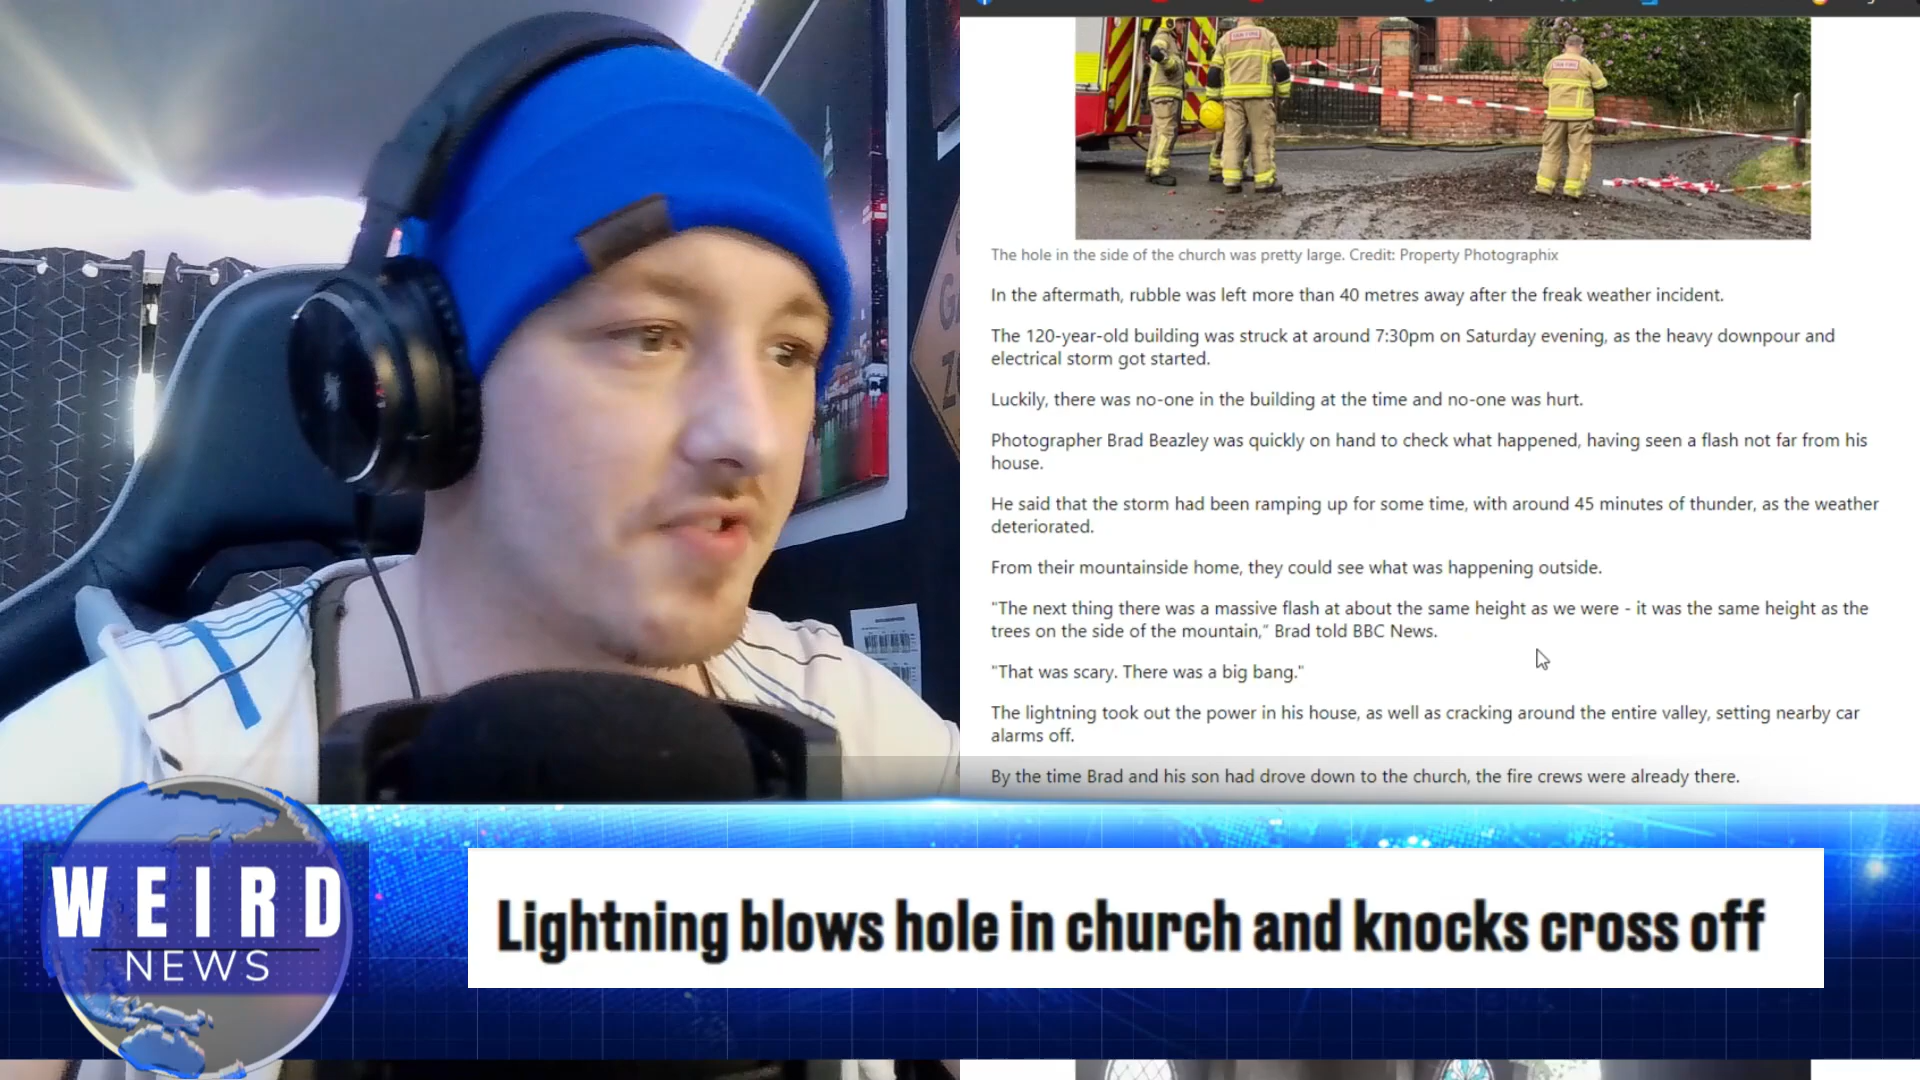 The hole in the side of the church was pretty large. Credit: Property Photographix
In the aftermath, rubble was left more than 40 metres away after the freak weather incident.
The 120-year-old building was struck at around 7:30pm on Saturday evening, as the heavy downpour and
electrical storm got started.
Luckily, there was no-one in the building at the time and no-one was hurt.
Photographer Brad Beazley was quickly on hand to check what happened, having seen a flash not far from his
house.
He said that the storm had been ramping up for some time, with around 45 minutes of thunder, as the weather
deteriorated.
From their mountainside home, they could see what was happening outside.
"The next thing there was a massive flash at about the same height as we were - it was the same height as the
trees on the side of the mountain," Brad told BBC News.
"That was scary. There was a big bang."
The lightning took out the power in his house, as well as cracking around the entire valley, setting nearby car
alarms off.
By the time Brad and his son had drove down to the church, the fire crews were already there.
WEIRD
NEWS
Lightning blows hole in church and knocks cross off